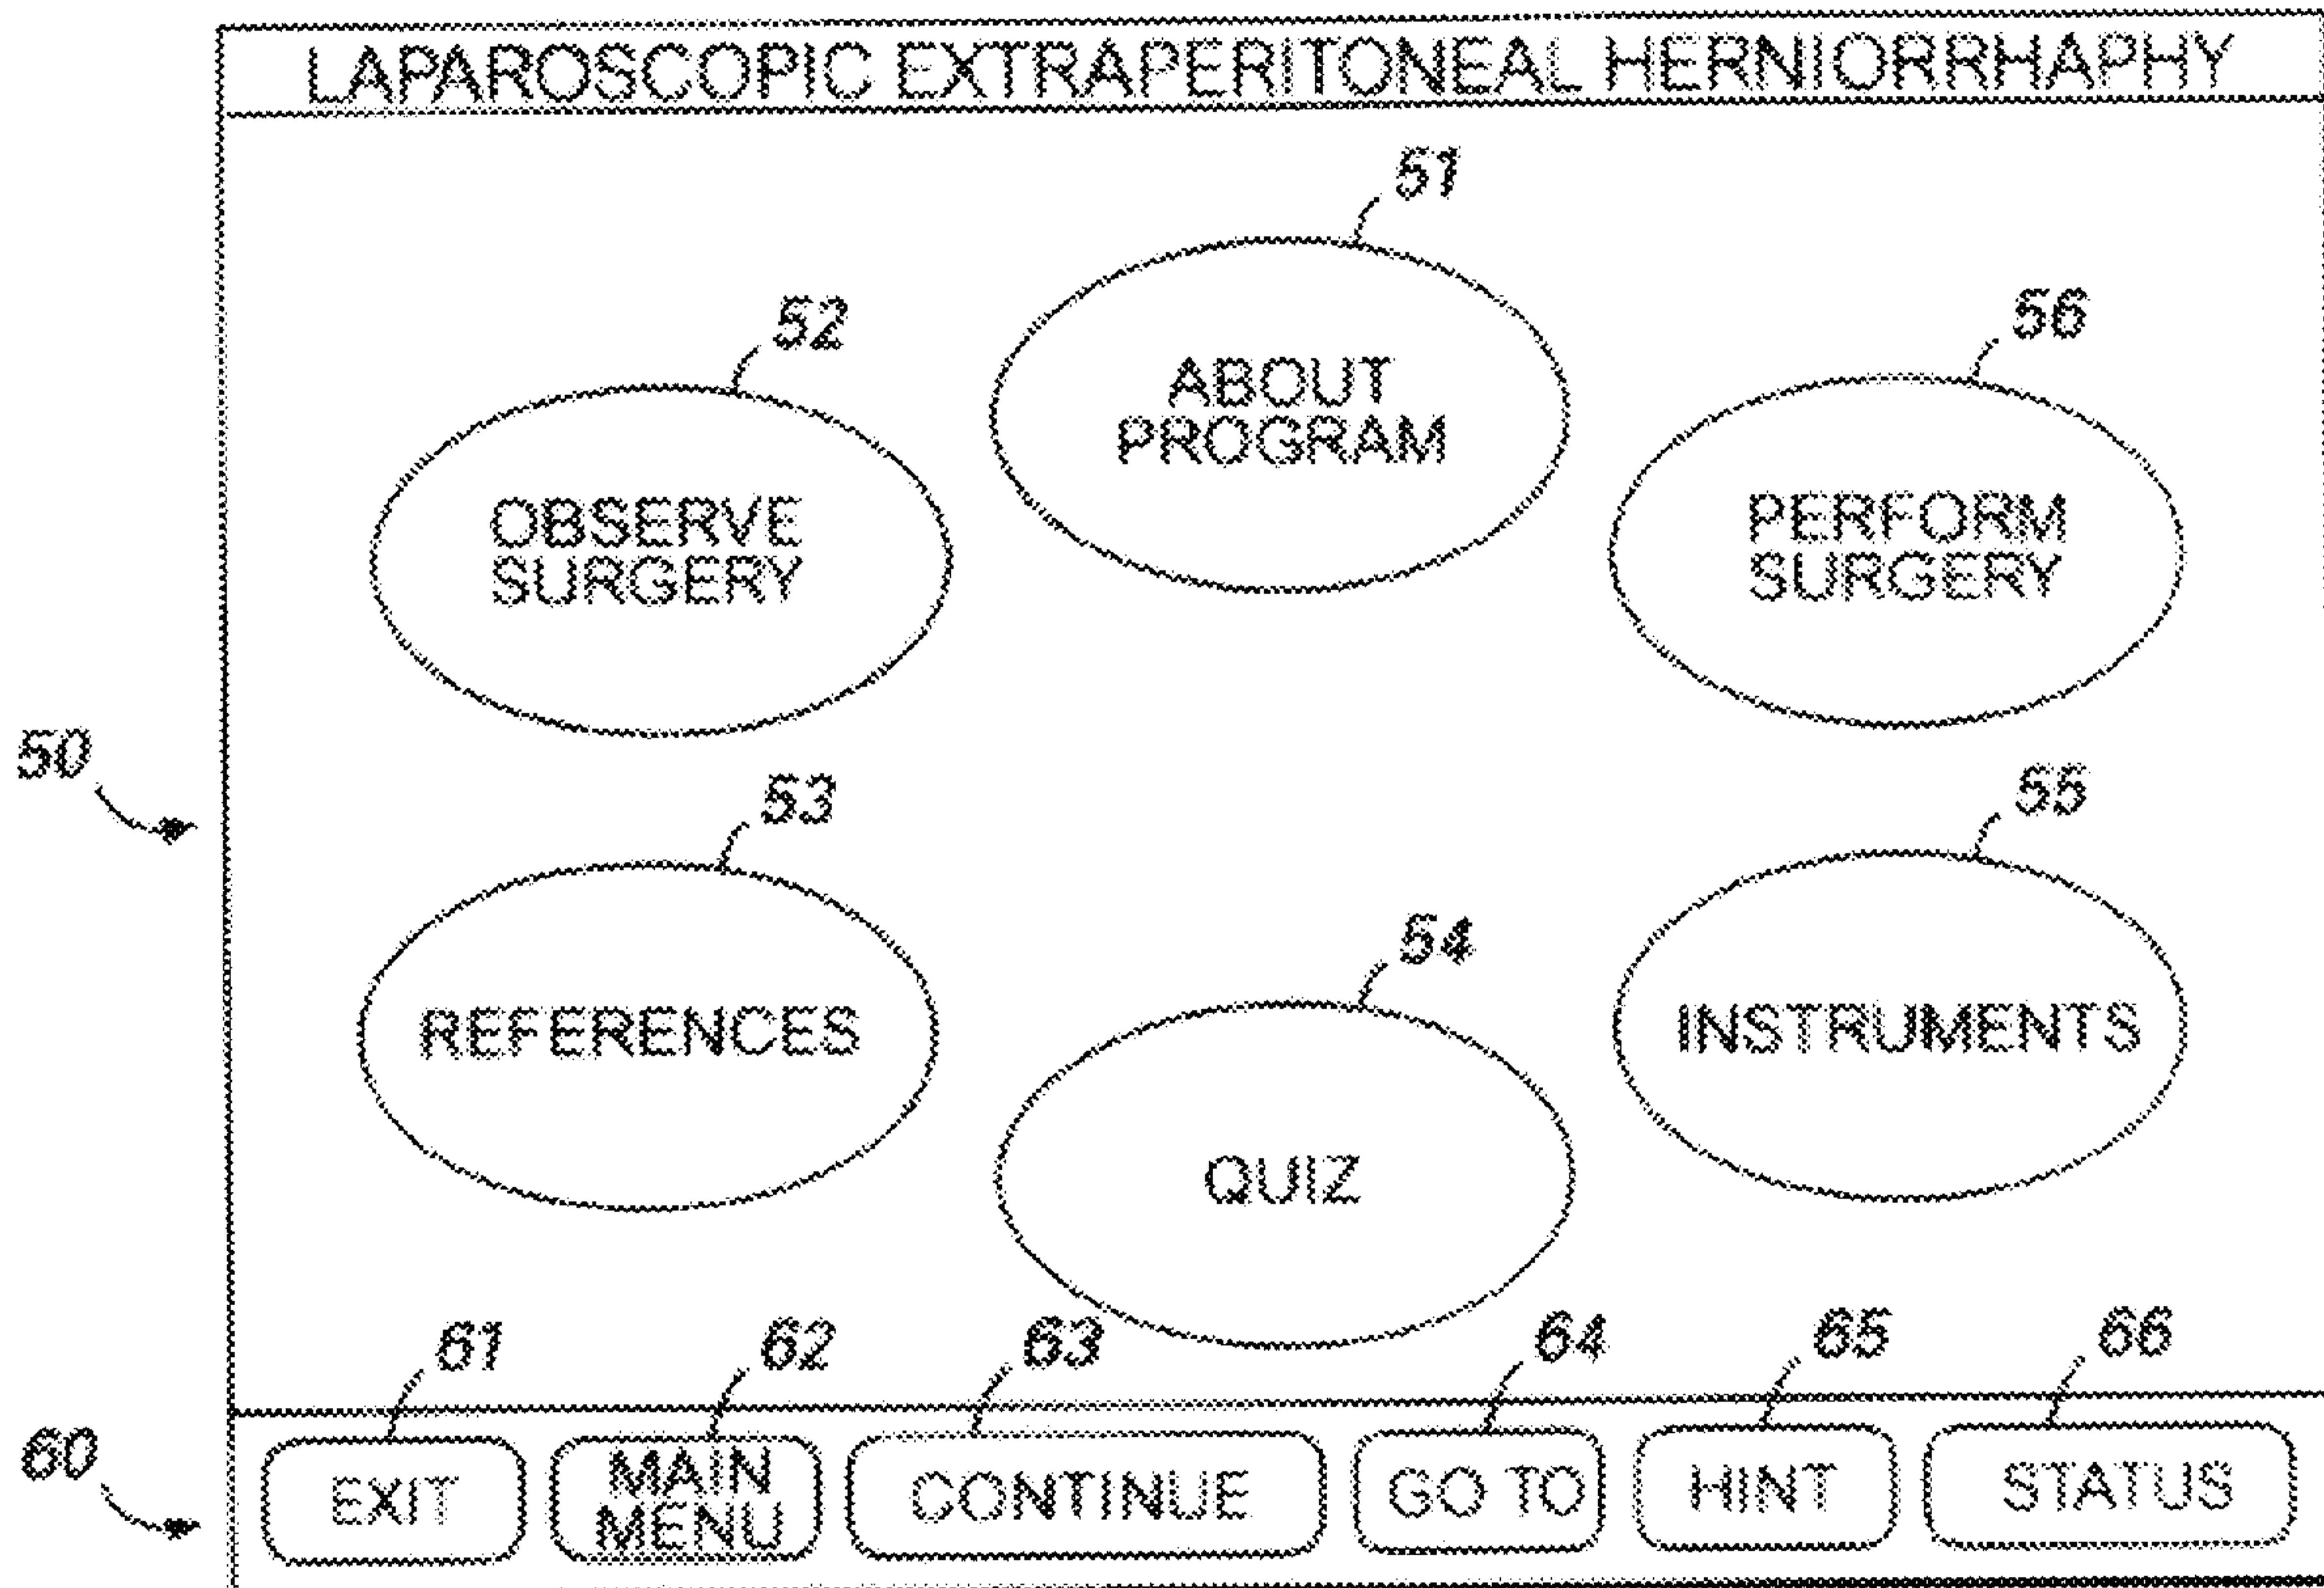 LAPAROSCOPIC EXTRAPERITONEAL HERNIORRHAPHY
51
52
56
ABOUT
PROGRAM
OBSERVE
SURGERY
PERFORM
SURGERY
50
53
55
54
REFERENCES
INSTRUMENTS
QUIZ
61
62
63
64
65
66
60
EXIT
MAIN
MENU
CONTINUE
GO TO
HINT
STATUS